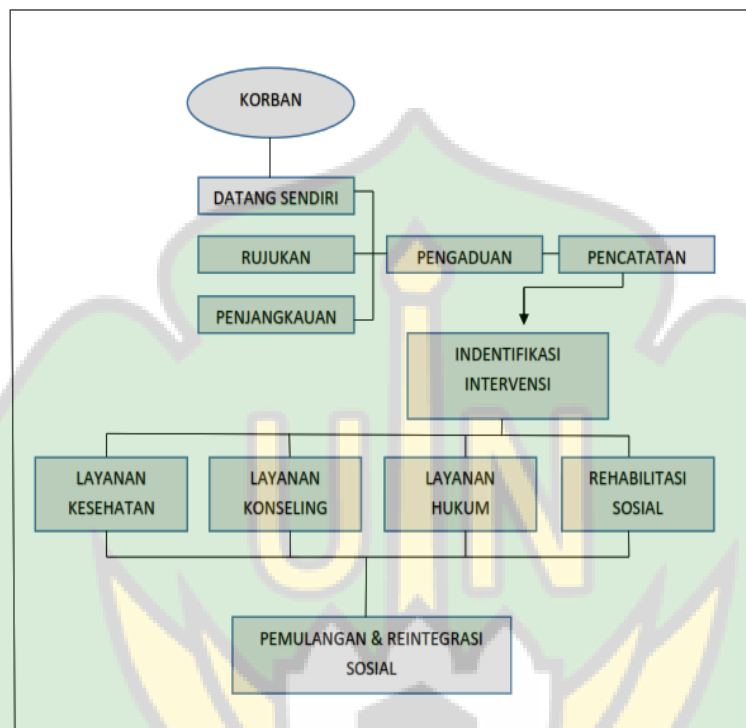 KORBAN
DATANG SENDIRI
RUJUKAN
PENGADUAN
PENCATATAN
PENJANGKAUAN
INDENTIFIKASI
INTERVENSI
LAYANAN
KESEHATAN
LAYANAN
KONSELING
LAYANAN
HUKUM
REHABILITASI
SOSIAL
UIN
PEMULANGAN & REINTEGRASI
SOSIAL